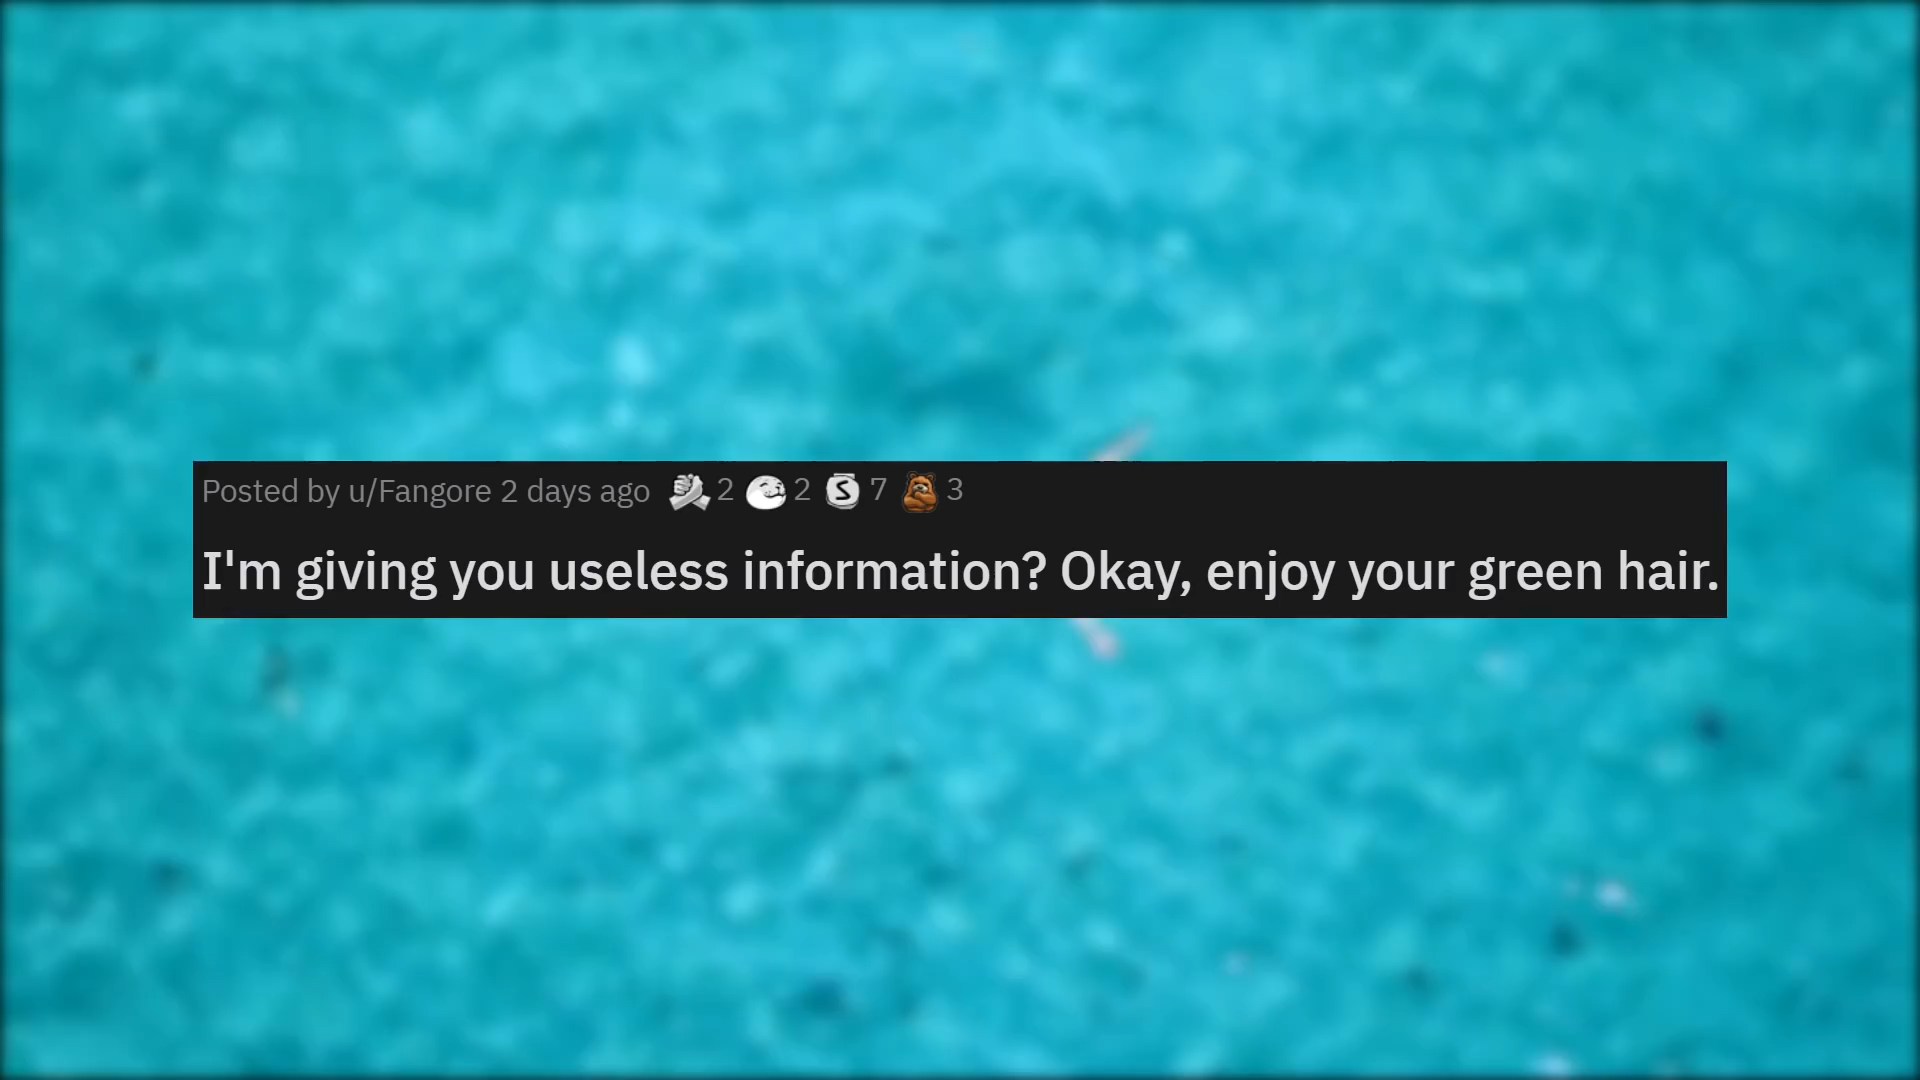 Posted by u/Fangore 2 days ago 2 2 S 7 3
I'm giving you useless information? Okay, enjoy your green hair.